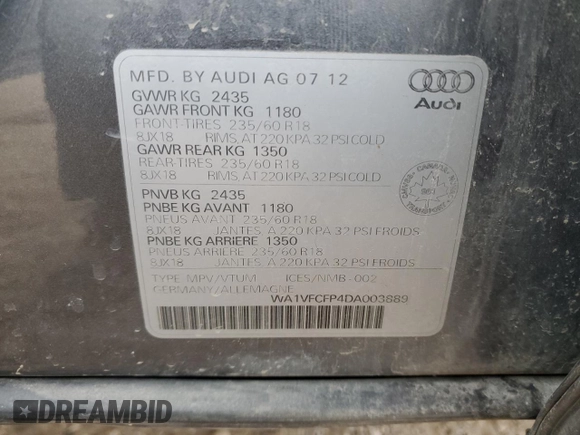 MFD. BY AUDI AG 07 12
Audi
GVWR KG 2435
GAWR FRONT KG 1180
FRONT-TIRES 235/60 R18
8JX18 RIMS AT 220 KPA 32 PSI COLD
GAWR REAR KG 1350
REAR-TIRES 235/60 R18
8JX18 RIMS AT 220 KPA 32 PSI COLD
PNVB KG 2435
PNBE KG AVANT 1180
PNEUS AVANT 235/60 R18
8JX18 JANTES A 220 KPA 32 PSI FROIDS
PNBE KG ARRIERE 1350
PNEUS ARRIERE 235/60 R18
8JX18 JANTES A 220 KPA 32 PSI FROIDS
CANADA
TRANSPORT
TYPE: MPV/VTUM ICES/NMB-002
GERMANY/ALLEMAGNE
WA1VFCFP4DA003889
DREAMBID